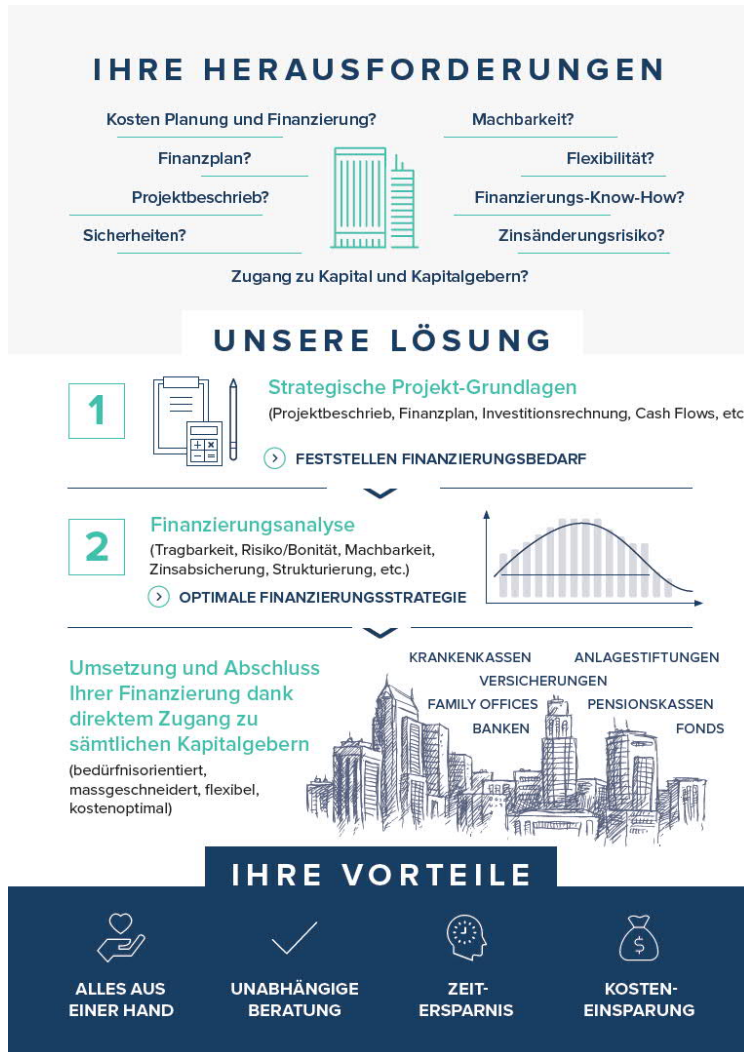 IHRE HERAUSFORDERUNGEN
Kosten Planung und Finanzierung?
Machbarkeit?
Finanzplan?
Flexibilität?
Projektbeschrieb?
Finanzierungs-Know-How?
Sicherheiten?
Zinsänderungsrisiko?
Zugang zu Kapital und Kapitalgebern?
UNSERE LÖSUNG
1
Strategische Projekt-Grundlagen
(Projektbeschrieb, Finanzplan, Investitionsrechnung, Cash Flows, etc
FESTSTELLEN FINANZIERUNGSBEDARF
2
Finanzierungsanalyse
(Tragbarkeit, Risiko/Bonität, Machbarkeit,
Zinsabsicherung, Strukturierung, etc.)
OPTIMALE FINANZIERUNGSSTRATEGIE
Umsetzung und Abschluss
Ihrer Finanzierung dank
direktem Zugang zu
sämtlichen Kapitalgebern
(bedürfnisorientiert,
massgeschneidert, flexibel,
kostenoptimal)
KRANKENKASSEN ANLAGESTIFTUNGEN
VERSICHERUNGEN
FAMILY OFFICES PENSIONSKASSEN
BANKEN FONDS
IHRE VORTEILE
ALLES AUS
EINER HAND
UNABHÄNGIGE
BERATUNG
ZEIT-
ERSPARNIS
$
KOSTEN-
EINSPARUNG